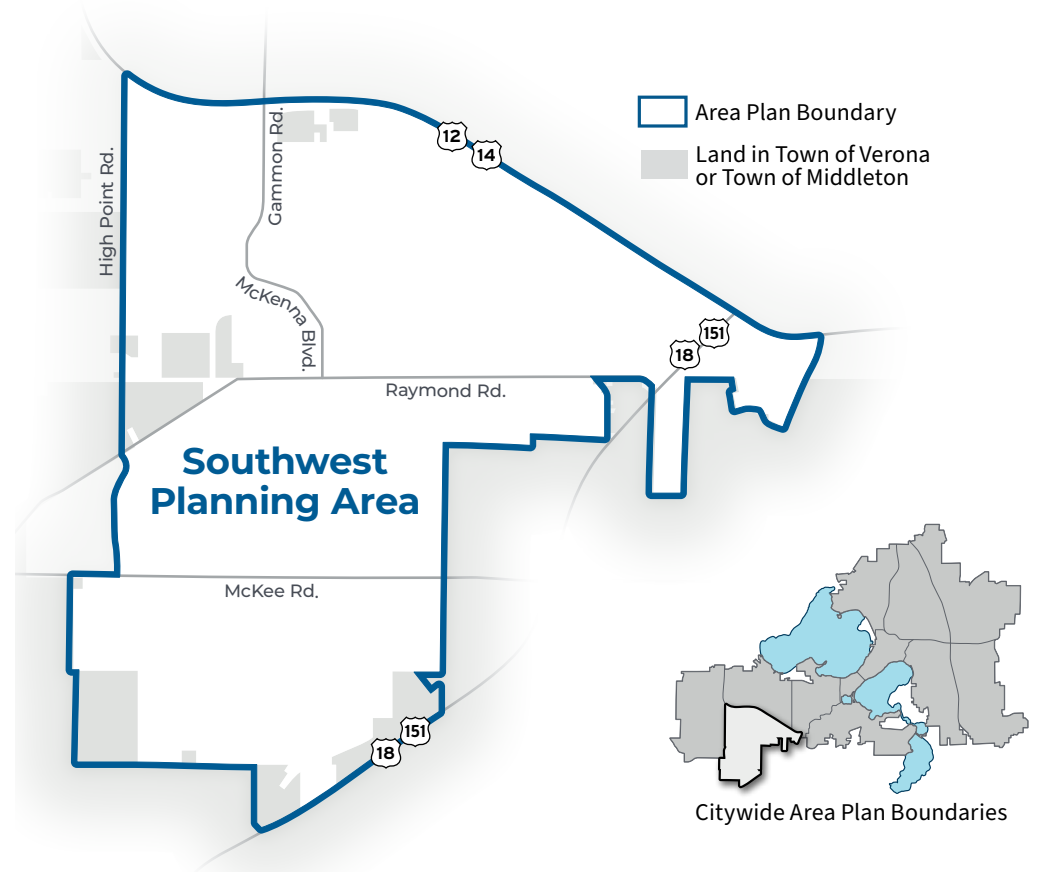 Area Plan Boundary
Land in Town of Verona
or Town of Middleton
12
14
High Point Rd.
Gammon Rd.
McKenna Blvd.
151
18
Raymond Rd.
Southwest
Planning Area
McKee Rd.
151
18
Citywide Area Plan Boundaries